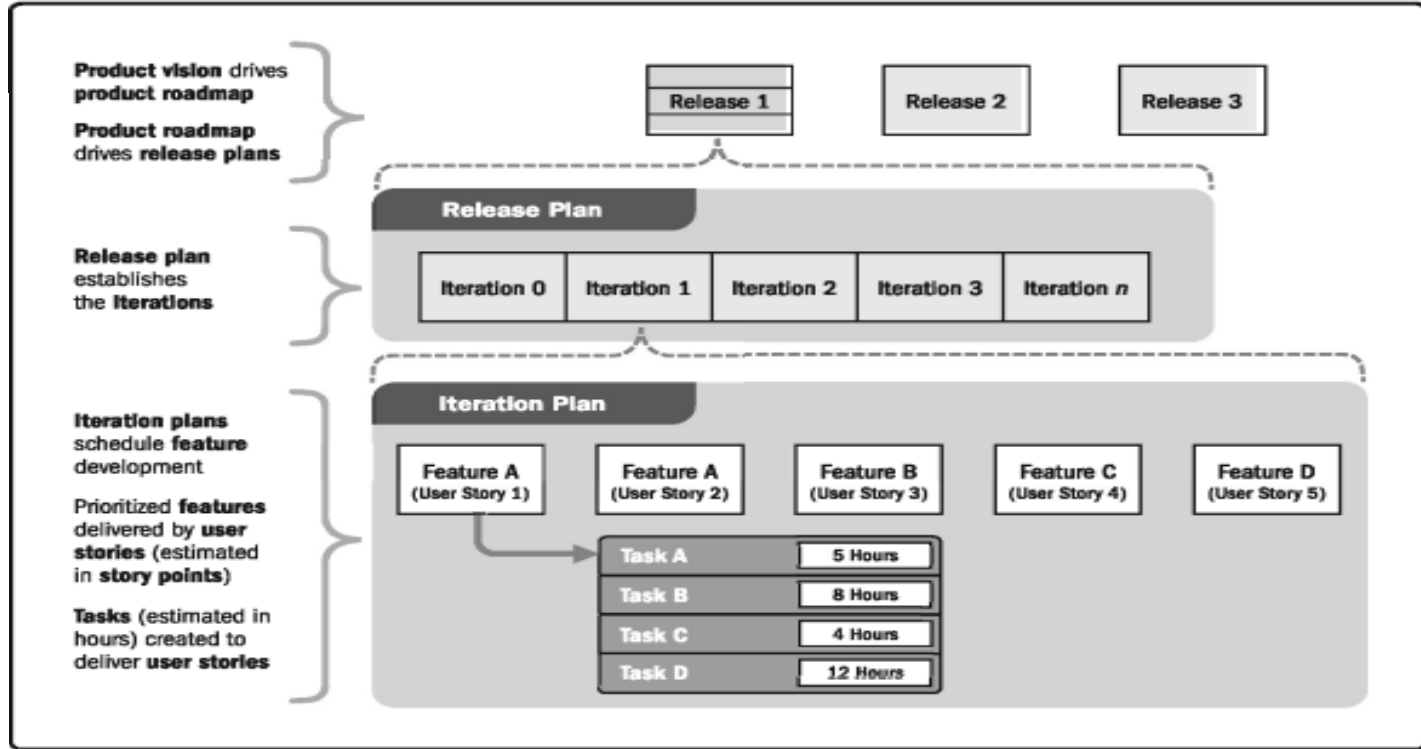 Product vision drives
product roadmap
Product roadmap
drives release plans
Release 1
Release 2
Release 3
Release Plan
Release plan
establishes
the iterations
Iteration 0
Iteration 1
Iteration 2
Iteration 3
Iteration n
Iteration Plan
Iteration plans
schedule feature
development
Prioritized features
delivered by user
stories (estimated
in story points)
Tasks (estimated in
hours) created to
deliver user stories
Feature A
(User Story 1)
Feature A
(User Story 2)
Feature B
(User Story 3)
Feature C
(User Story 4)
Feature D
(User Story 5)
Task A
5 Hours
Task B
8 Hours
Task C
4 Hours
Task D
12 Hours